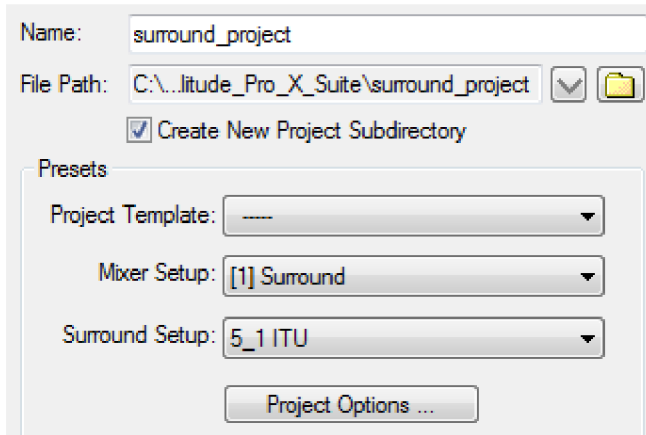 Name: surround_project
File Path: C:\...litude_Pro_X_Suite\surround_project
Create New Project Subdirectory
Presets
Project Template: -----
Mixer Setup: [1] Surround
Surround Setup: 5_1 ITU
Project Options ...